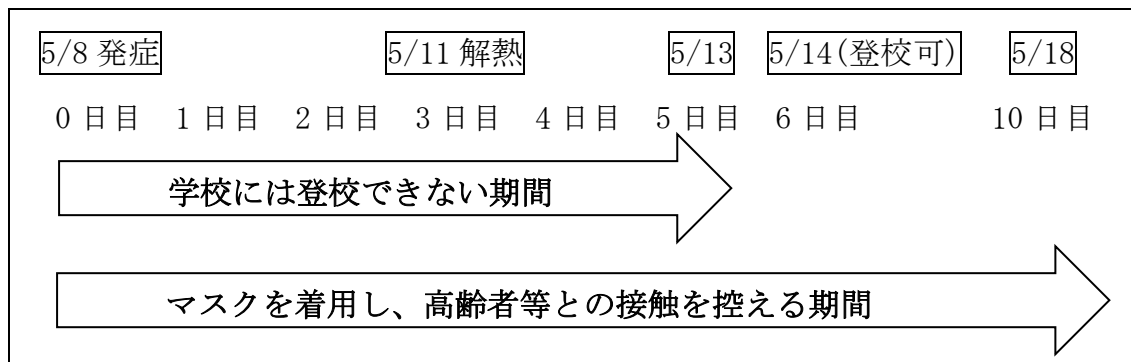 5/8 発症 5/11 解熱 5/13 5/14(登校可) 5/18
0 日目 1 日目 2 日目 3 日目 4 日目 5 日目 6 日目 10 日目
学校には登校できない期間
マスクを着用し、高齢者等との接触を控える期間